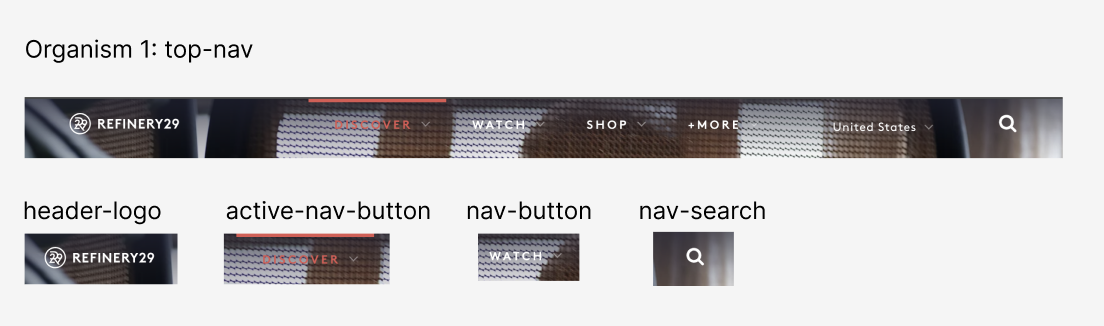 Organism 1: top-nav
REFINERY29 DISCOVER WATCH SHOP +MORE United States
header-logo active-nav-button nav-button nav-search
REFINERY29 DISCOVER WATCH